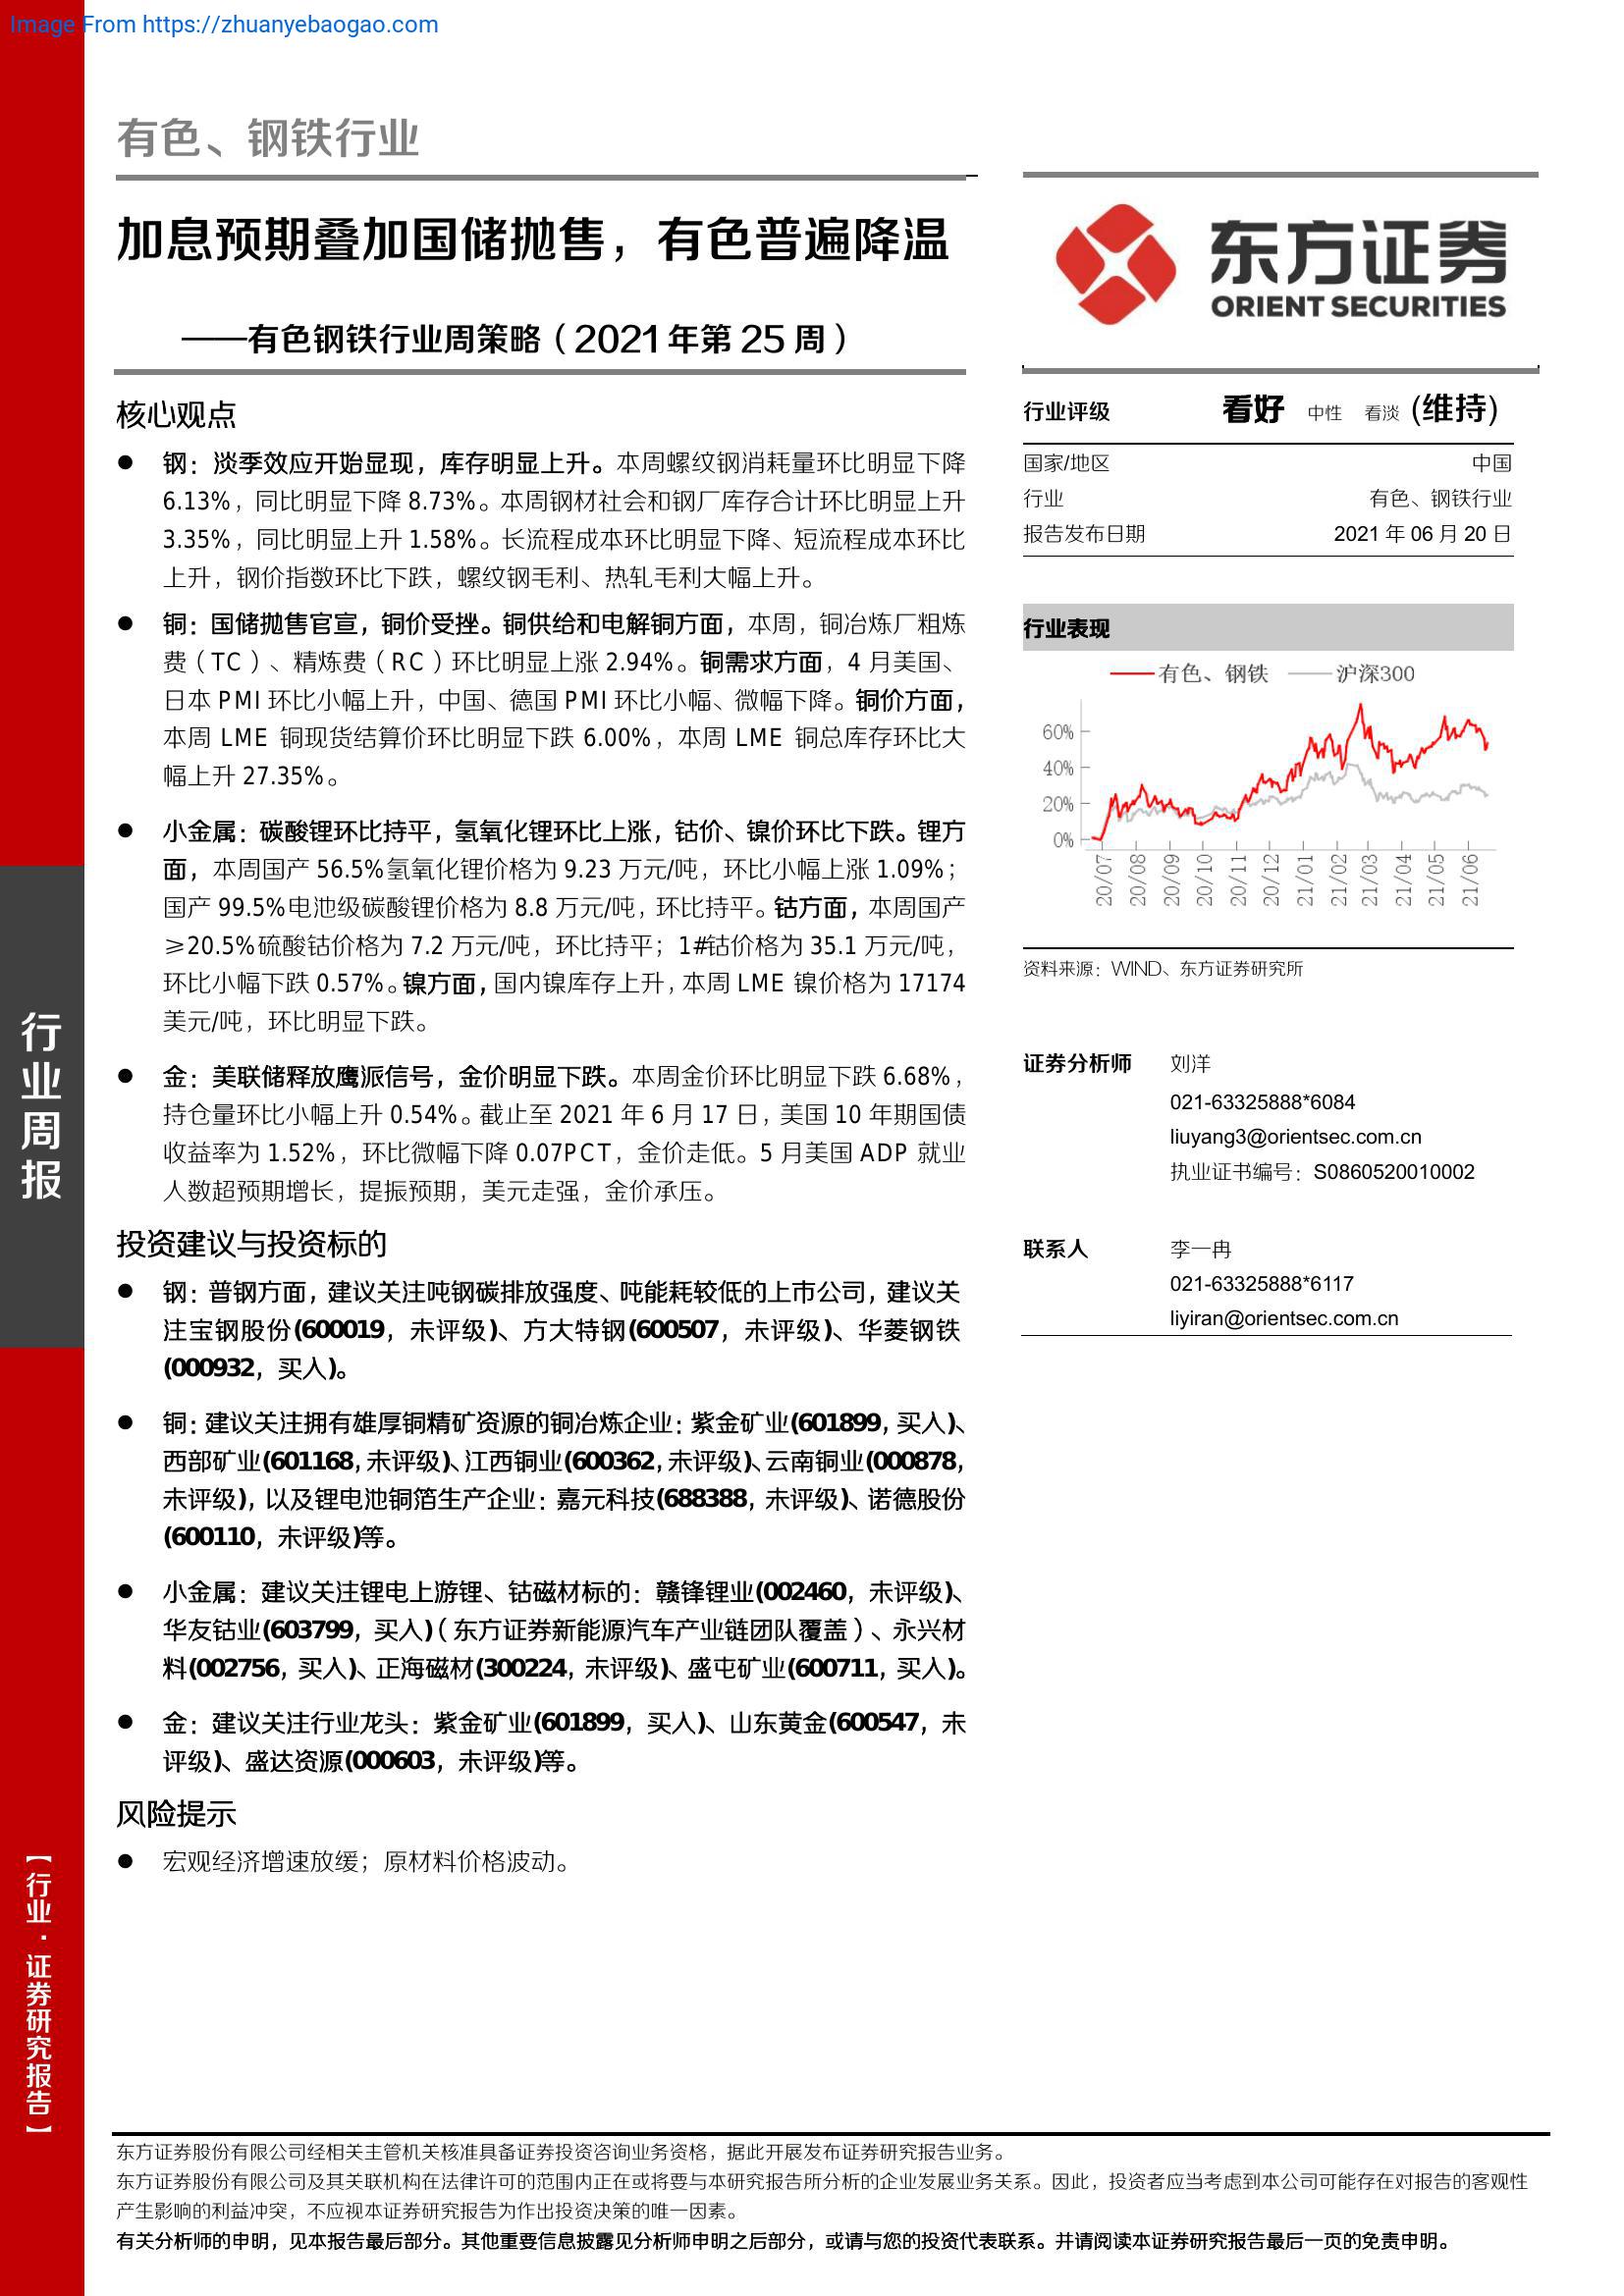 Image From https://zhuanyebaogao.com
有色、钢铁行业
加息预期叠加国储抛售，有色普遍降温
——有色钢铁行业周策略（2021年第25周）
核心观点
● 钢：淡季效应开始显现，库存明显上升。本周螺纹钢消耗量环比明显下降
6.13%，同比明显下降 8.73%。本周钢材社会和钢厂库存合计环比明显上升
3.35%，同比明显上升 1.58%。长流程成本环比明显下降、短流程成本环比
上升，钢价指数环比下跌，螺纹钢毛利、热轧毛利大幅上升。
● 铜：国储抛售官宣，铜价受挫。铜供给和电解铜方面，本周，铜冶炼厂粗炼
费（TC）、精炼费（RC）环比明显上涨 2.94%。铜需求方面，4 月美国、
日本 PMI 环比小幅上升，中国、德国 PMI 环比小幅、微幅下降。铜价方面，
本周 LME 铜现货结算价环比明显下跌 6.00%，本周 LME 铜总库存环比大
幅上升 27.35%。
● 小金属：碳酸锂环比持平，氢氧化锂环比上涨，钴价、镍价环比下跌。锂方
面，本周国产 56.5%氢氧化锂价格为 9.23 万元/吨，环比小幅上涨 1.09%；
国产 99.5%电池级碳酸锂价格为 8.8 万元/吨，环比持平。钴方面，本周国产
≥20.5%硫酸钴价格为 7.2 万元/吨，环比持平；1#钴价格为 35.1 万元/吨，
环比小幅下跌 0.57%。镍方面，国内镍库存上升，本周 LME 镍价格为 17174
美元/吨，环比明显下跌。
● 金：美联储释放鹰派信号，金价明显下跌。本周金价环比明显下跌 6.68%，
持仓量环比小幅上升 0.54%。截止至 2021 年 6 月 17 日，美国 10 年期国债
收益率为 1.52%，环比微幅下降 0.07PCT，金价走低。5 月美国 ADP 就业
人数超预期增长，提振预期，美元走强，金价承压。
投资建议与投资标的
● 钢：普钢方面，建议关注吨钢碳排放强度、吨能耗较低的上市公司，建议关
注宝钢股份(600019，未评级)、方大特钢(600507，未评级)、华菱钢铁
(000932，买入)。
● 铜：建议关注拥有雄厚铜精矿资源的铜冶炼企业：紫金矿业(601899，买入)、
西部矿业(601168，未评级)、江西铜业(600362，未评级)、云南铜业(000878，
未评级)，以及锂电池铜箔生产企业：嘉元科技(688388，未评级)、诺德股份
(600110，未评级)等。
● 小金属：建议关注锂电上游锂、钴磁材标的：赣锋锂业(002460，未评级)、
华友钴业(603799，买入)（东方证券新能源汽车产业链团队覆盖）、永兴材
料(002756，买入)、正海磁材(300224，未评级)、盛屯矿业(600711，买入)。
● 金：建议关注行业龙头：紫金矿业(601899，买入)、山东黄金(600547，未
评级)、盛达资源(000603，未评级)等。
风险提示
● 宏观经济增速放缓；原材料价格波动。
东方证券
ORIENT SECURITIES
行业评级 看好 中性 看淡 (维持)
国家/地区 中国
行业 有色、钢铁行业
报告发布日期 2021 年 06 月 20 日
行业表现
有色、钢铁 沪深300
60%
40%
20%
0%
20/07 20/08 20/09 20/10 20/11 20/12 21/01 21/02 21/03 21/04 21/05 21/06
资料来源：WIND、东方证券研究所
证券分析师 刘洋
021-63325888*6084
liuyang3@orientsec.com.cn
执业证书编号：S0860520010002
联系人 李一冉
021-63325888*6117
liyiran@orientsec.com.cn
行业周报
【行业·证券研究报告】
东方证券股份有限公司经相关主管机关核准具备证券投资咨询业务资格，据此开展发布证券研究报告业务。
东方证券股份有限公司及其关联机构在法律许可的范围内正在或将要与本研究报告所分析的企业发展业务关系。因此，投资者应当考虑到本公司可能存在对报告的客观性
产生影响的利益冲突，不应视本证券研究报告为作出投资决策的唯一因素。
有关分析师的申明，见本报告最后部分。其他重要信息披露见分析师申明之后部分，或请与您的投资代表联系。并请阅读本证券研究报告最后一页的免责申明。